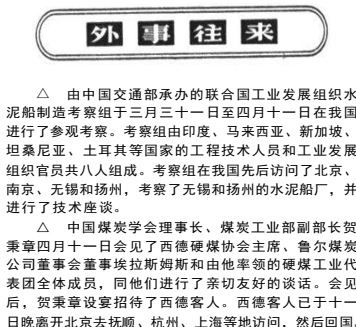 外事往来
△ 由中国交通部承办的联合国工业发展组织水
泥船制造考察组于三月三十一日至四月十一日在我国
进行了参观考察。考察组由印度、马来西亚、新加坡、
坦桑尼亚、土耳其等国家的工程技术人员和工业发展
组织官员共八人组成。考察组在我国先后访问了北京、
南京、无锡和扬州，考察了无锡和扬州的水泥船厂，并
进行了技术座谈。
△ 中国煤炭学会理事长、煤炭工业部副部长贺
秉章四月十一日会见了西德硬煤协会主席、鲁尔煤炭
公司董事会董事埃拉斯姆斯和由他率领的硬煤工业代
表团全体成员，同他们进行了亲切友好的谈话。会见
后，贺秉章设宴招待了西德客人。西德客人已于十一
日晚离开北京去抚顺、杭州、上海等地访问，然后回国。